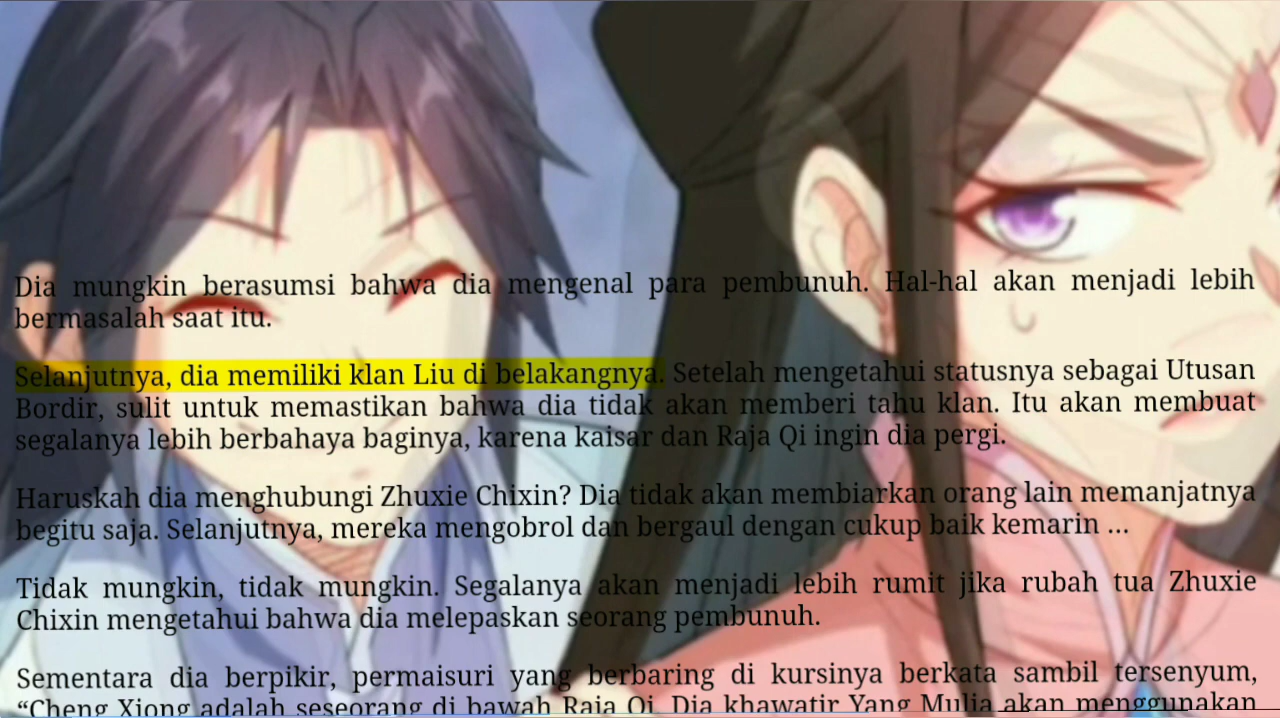 Dia mungkin berasumsi bahwa dia mengenal para pembunuh. Hal-hal akan menjadi lebih
bermasalah saat itu.
Selanjutnya, dia memiliki klan Liu di belakangnya. Setelah mengetahui statusnya sebagai Utusan
Bordir, sulit untuk memastikan bahwa dia tidak akan memberi tahu klan. Itu akan membuat
segalanya lebih berbahaya baginya, karena kaisar dan Raja Qi ingin dia pergi.
Haruskah dia menghubungi Zhuxie Chixin? Dia tidak akan membiarkan orang lain memanjatnya
begitu saja. Selanjutnya, mereka mengobrol dan bergaul dengan cukup baik kemarin ...
Tidak mungkin, tidak mungkin. Segalanya akan menjadi lebih rumit jika rubah tua Zhuxie
Chixin mengetahui bahwa dia melepaskan seorang pembunuh.
Sementara dia berpikir, permaisuri yang berbaring di kursinya berkata sambil tersenyum,
“Cheng Xiong adalah seseorang di bawah Raja Qi. Dia khawatir Yang Mulia akan menggunakan